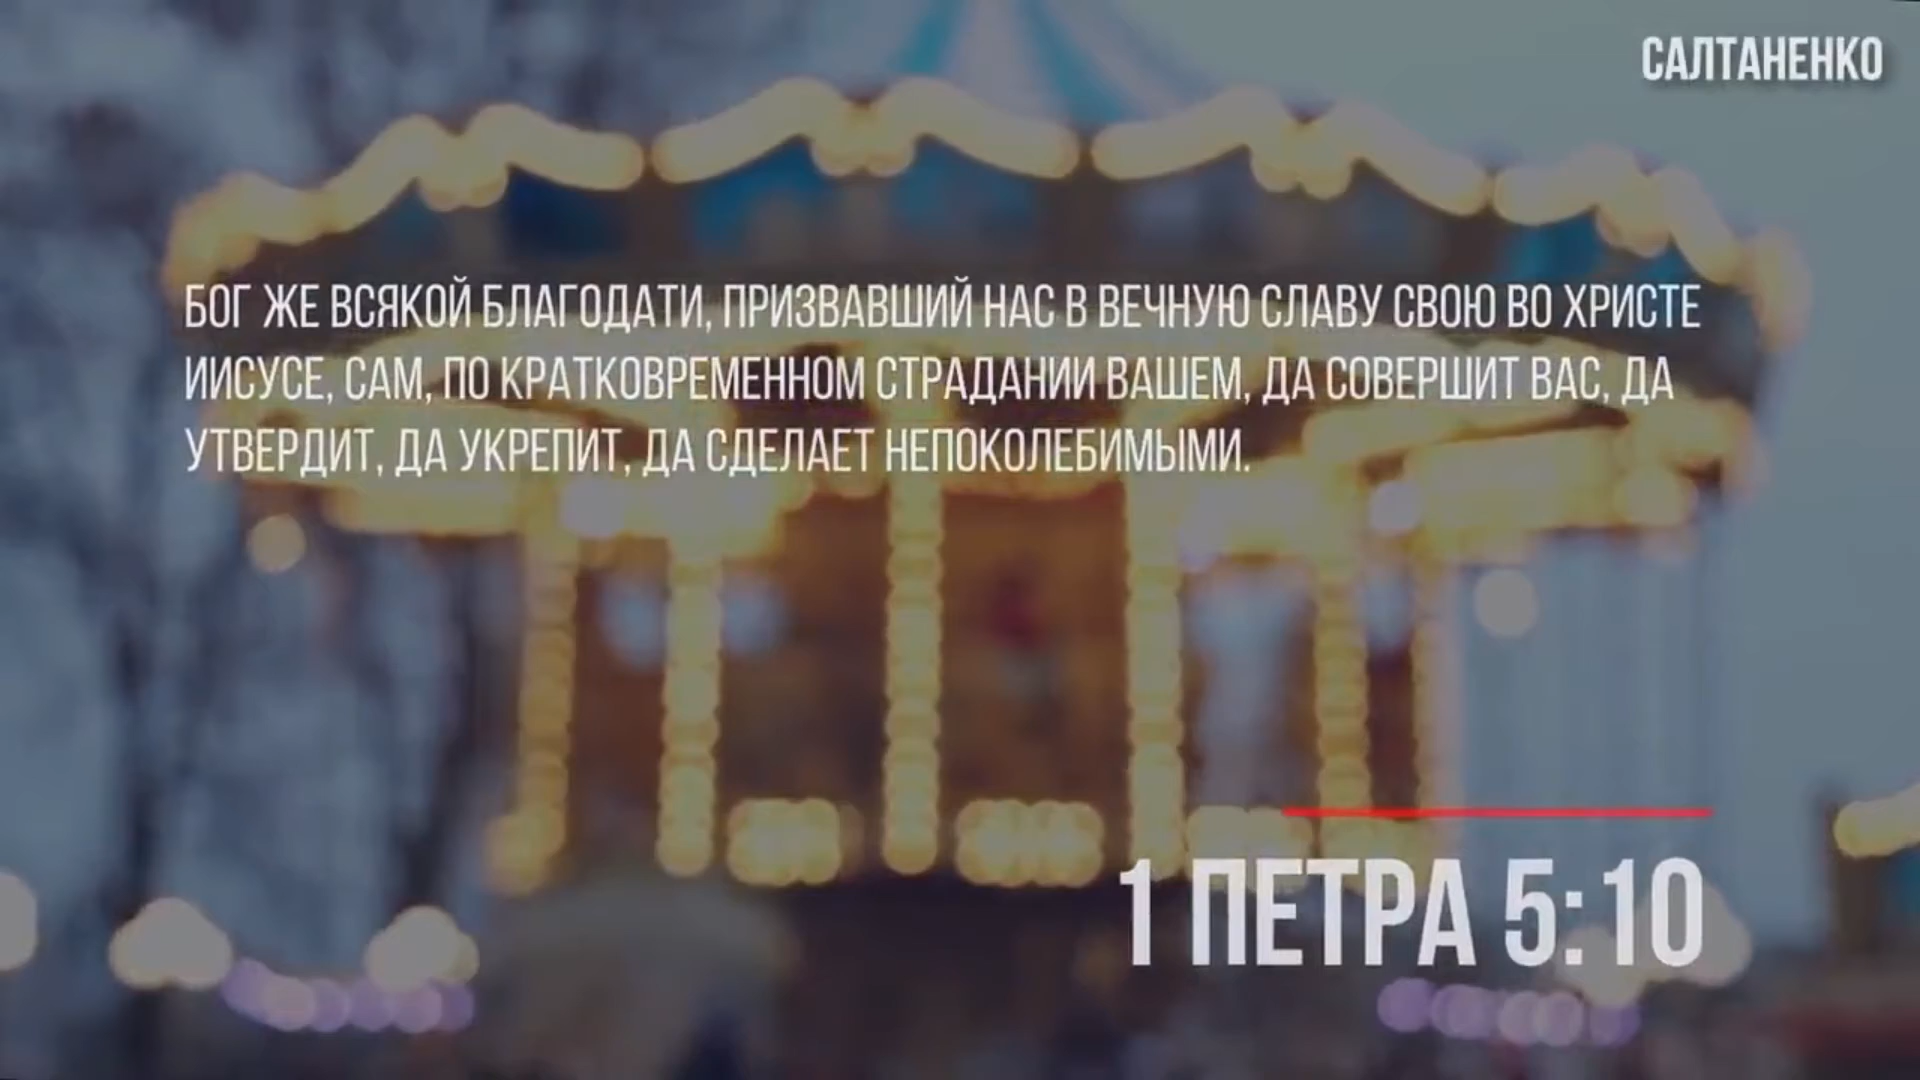 САЛТАНЕНКО
БОГ ЖЕ ВСЯКОЙ БЛАГОДАТИ, ПРИЗВАВШИЙ НАС В ВЕЧНУЮ СЛАВУ СВОЮ ВО ХРИСТЕ
ИИСУСЕ, САМ, ПО КРАТКОВРЕМЕННОМ СТРАДАНИИ ВАШЕМ, ДА СОВЕРШИТ ВАС, ДА
УТВЕРДИТ, ДА УКРЕПИТ, ДА СДЕЛАЕТ НЕПОКОЛЕБИМЫМИ.
1 ПЕТРА 5:10